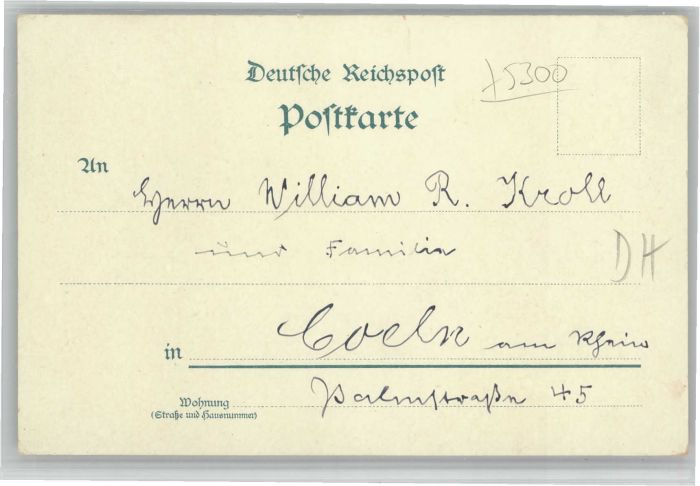 Deutsche Reichspost
Postkarte
75300
An
Herrn William R. Kroll
und Familie
DH
in Coeln am Rhein
Wohnung Palmstraße 45
(Straße und Hausnummer)